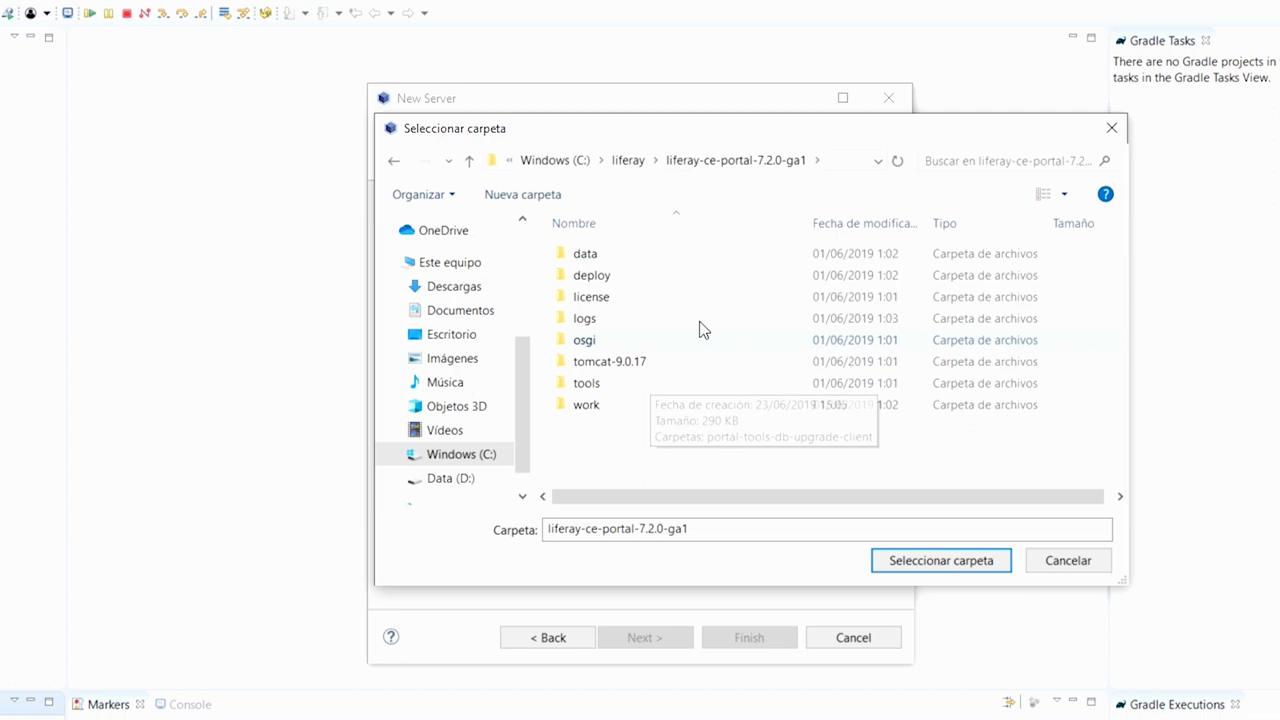 Gradle Tasks
There are no Gradle projects in
tasks in the Gradle Tasks View.
New Server
Seleccionar carpeta
« Windows (C:) > liferay > liferay-ce-portal-7.2.0-ga1 >
Buscar en liferay-ce-portal-7.2...
Organizar
Nueva carpeta
OneDrive
Este equipo
Descargas
Documentos
Escritorio
Imágenes
Música
Objetos 3D
Vídeos
Windows (C:)
Data (D:)
Nombre Fecha de modifica... Tipo Tamaño
data 01/06/2019 1:02 Carpeta de archivos
deploy 01/06/2019 1:02 Carpeta de archivos
license 01/06/2019 1:01 Carpeta de archivos
logs 01/06/2019 1:03 Carpeta de archivos
osgi 01/06/2019 1:01 Carpeta de archivos
tomcat-9.0.17 01/06/2019 1:01 Carpeta de archivos
tools 01/06/2019 1:01 Carpeta de archivos
work 1:02 Carpeta de archivos
Fecha de creación: 23/06/2019 15:05
Tamaño: 290 KB
Carpetas: portal-tools-db-upgrade-client
Carpeta: liferay-ce-portal-7.2.0-ga1
Seleccionar carpeta
Cancelar
< Back
Next >
Finish
Cancel
Markers
Console
Gradle Executions